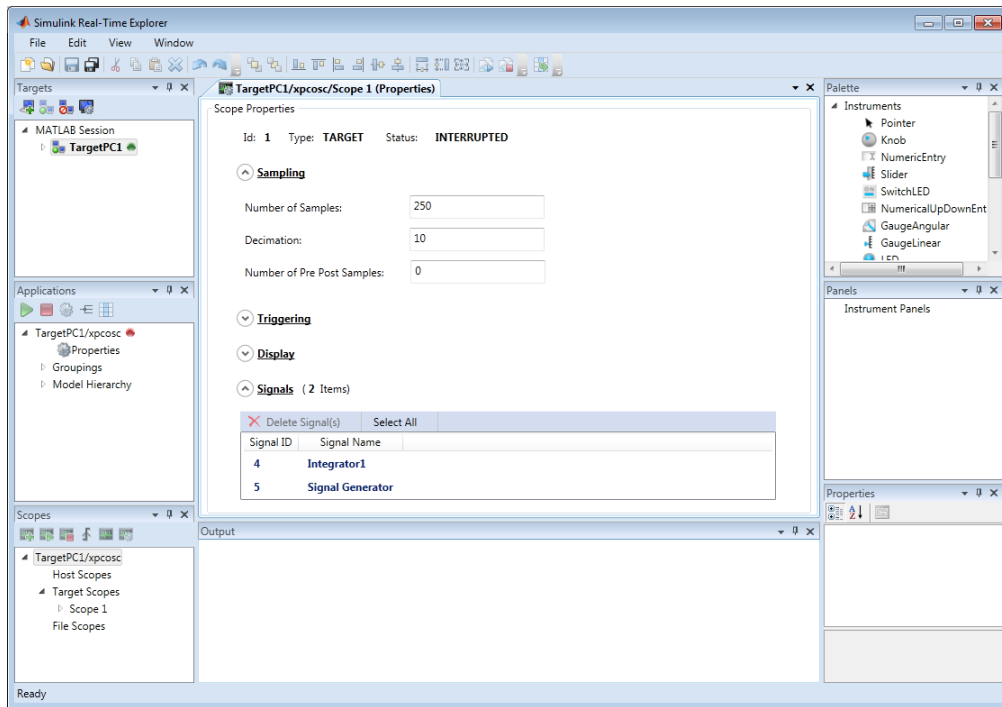 Simulink Real-Time Explorer
File Edit View Window
Targets
MATLAB Session
TargetPC1
Applications
TargetPC1/xpcosc
Properties
Groupings
Model Hierarchy
Scopes
TargetPC1/xpcosc
Host Scopes
Target Scopes
Scope 1
File Scopes
TargetPC1/xpcosc/Scope 1 (Properties)
Scope Properties
Id: 1 Type: TARGET Status: INTERRUPTED
Sampling
Number of Samples: 250
Decimation: 10
Number of Pre Post Samples: 0
Triggering
Display
Signals ( 2 Items)
Delete Signal(s) Select All
Signal ID Signal Name
4 Integrator1
5 Signal Generator
Output
Palette
Instruments
Pointer
Knob
NumericEntry
Slider
SwitchLED
NumericalUpDownEnt
GaugeAngular
GaugeLinear
LED
Panels
Instrument Panels
Properties
Ready